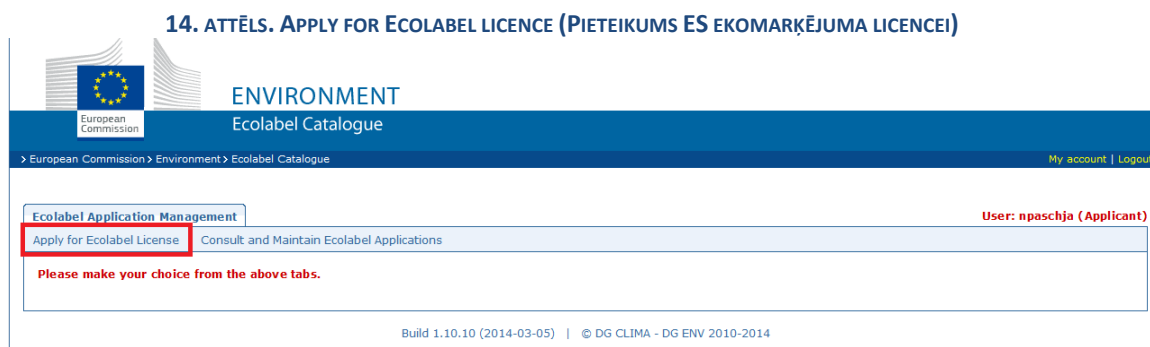 14. ATTĒLS. APPLY FOR ECOLABEL LICENCE (PIETEIKUMS ES EKOMARĶĒJUMA LICENCEI)
ENVIRONMENT
European
Commission
Ecolabel Catalogue
> European Commission > Environment > Ecolabel Catalogue
My account | Logout
Ecolabel Application Management
User: npaschja (Applicant)
Apply for Ecolabel License Consult and Maintain Ecolabel Applications
Please make your choice from the above tabs.
Build 1.10.10 (2014-03-05) | © DG CLIMA - DG ENV 2010-2014